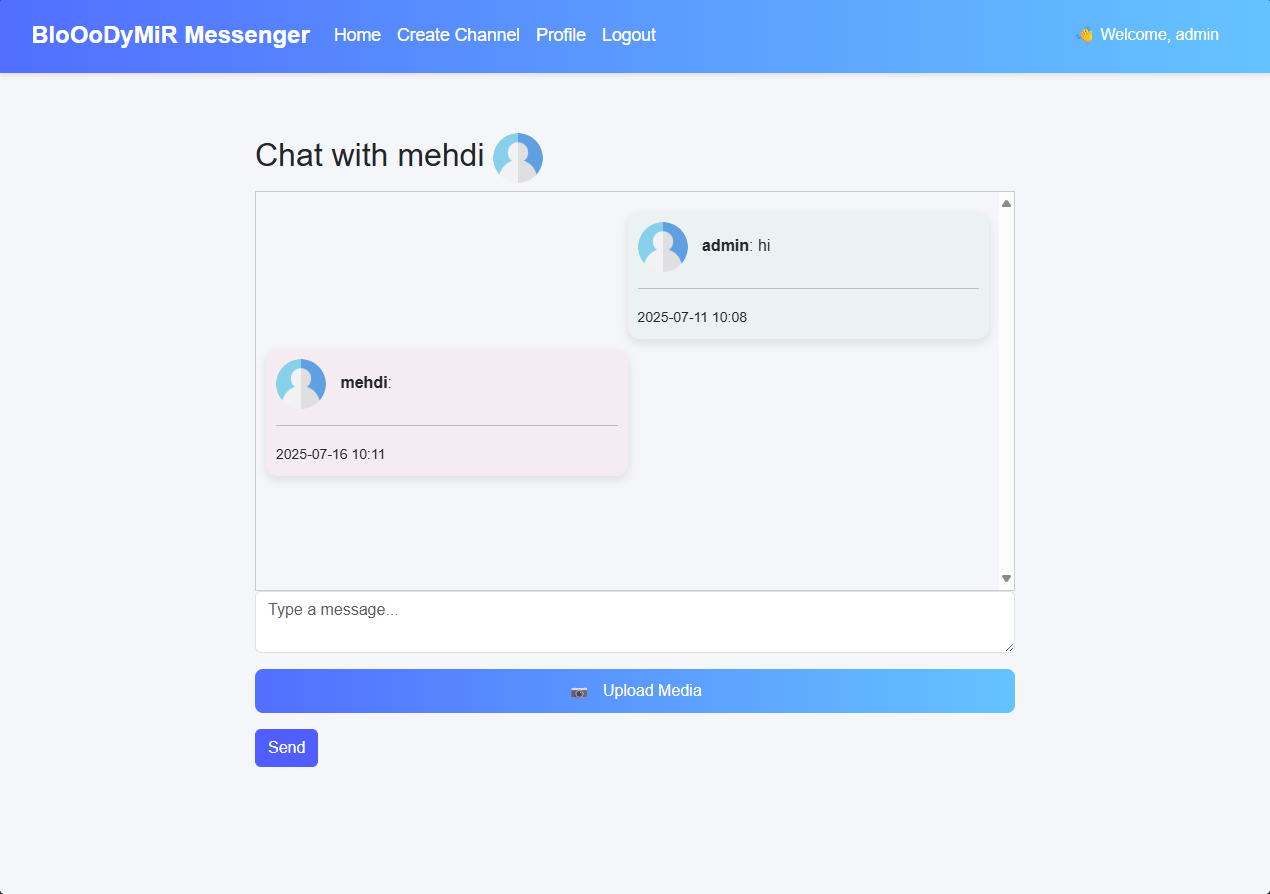 BloOoDyMiR Messenger Home Create Channel Profile Logout 👋 Welcome, admin
Chat with mehdi
admin: hi
2025-07-11 10:08
mehdi:
2025-07-16 10:11
Type a message...
📷 Upload Media
Send